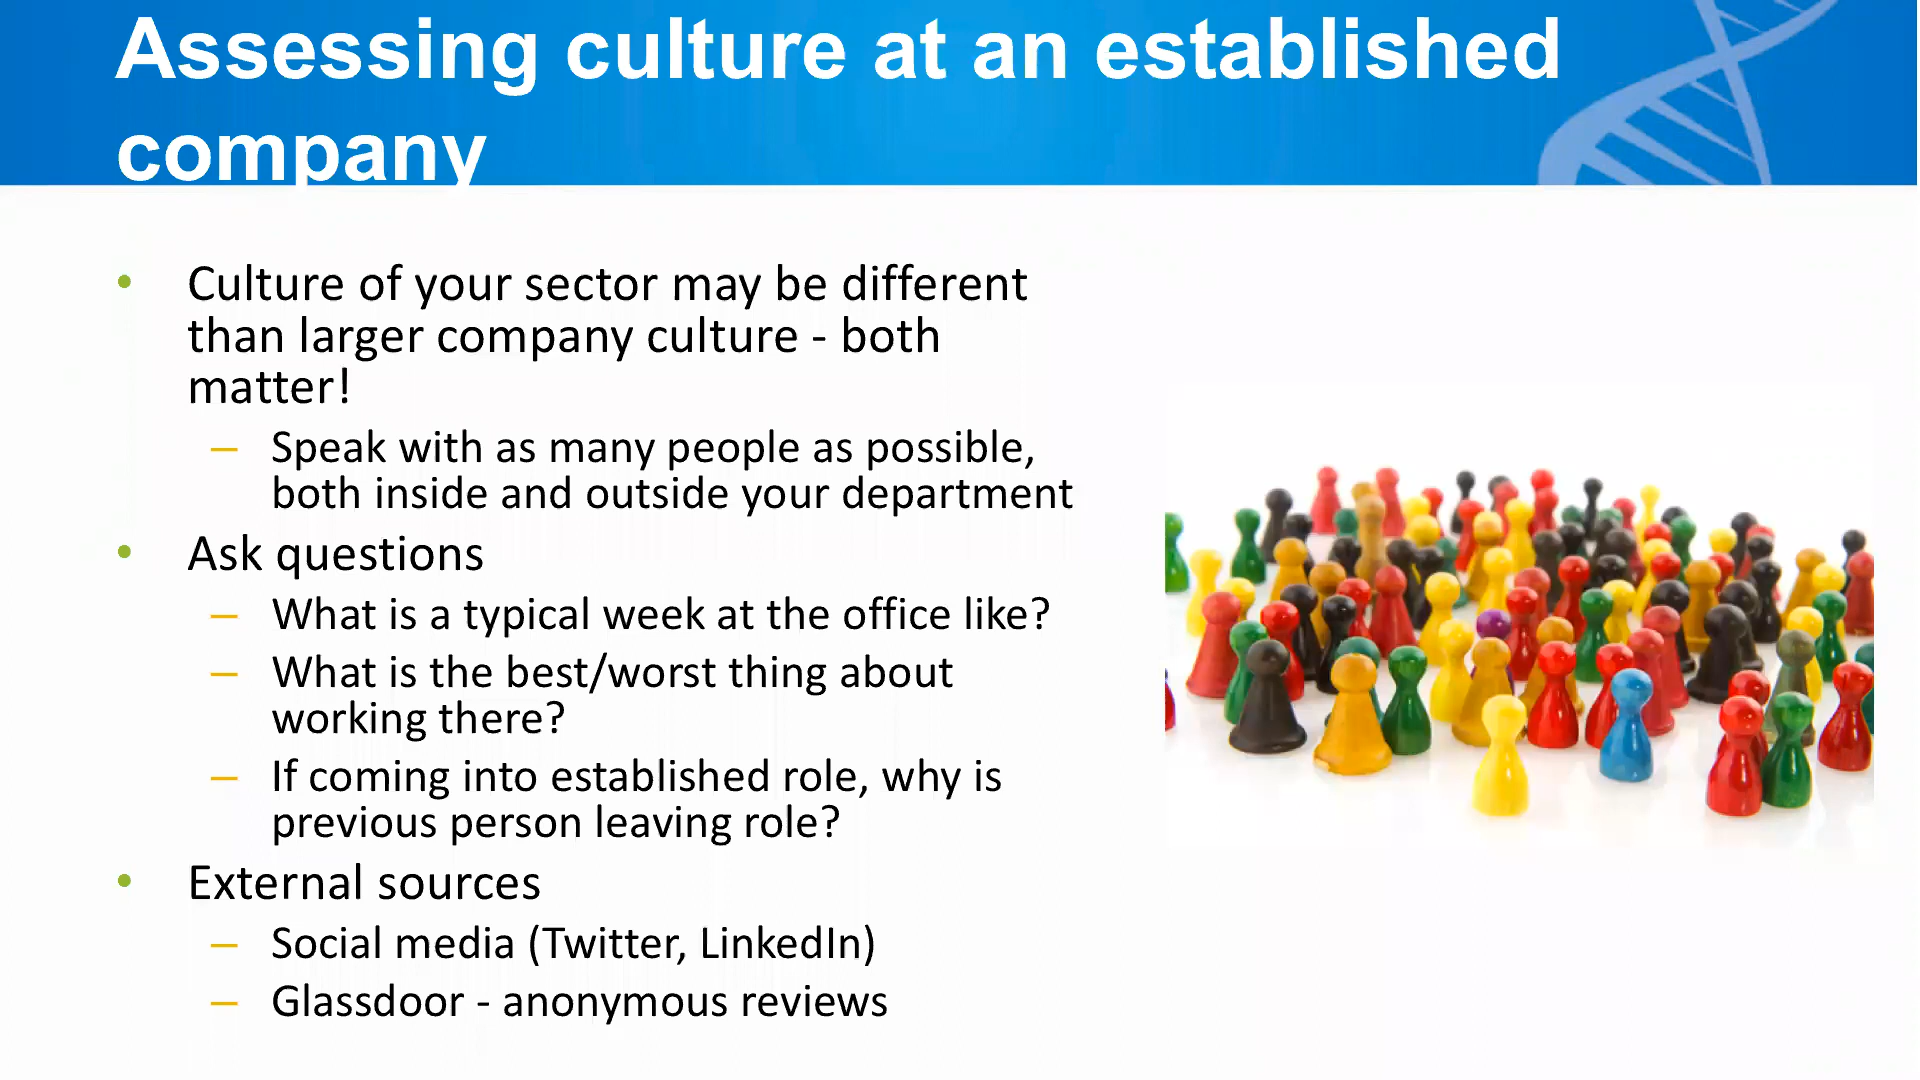 Assessing culture at an established
company
• Culture of your sector may be different
than larger company culture - both
matter!
– Speak with as many people as possible,
both inside and outside your department
• Ask questions
– What is a typical week at the office like?
– What is the best/worst thing about
working there?
– If coming into established role, why is
previous person leaving role?
• External sources
– Social media (Twitter, LinkedIn)
– Glassdoor - anonymous reviews